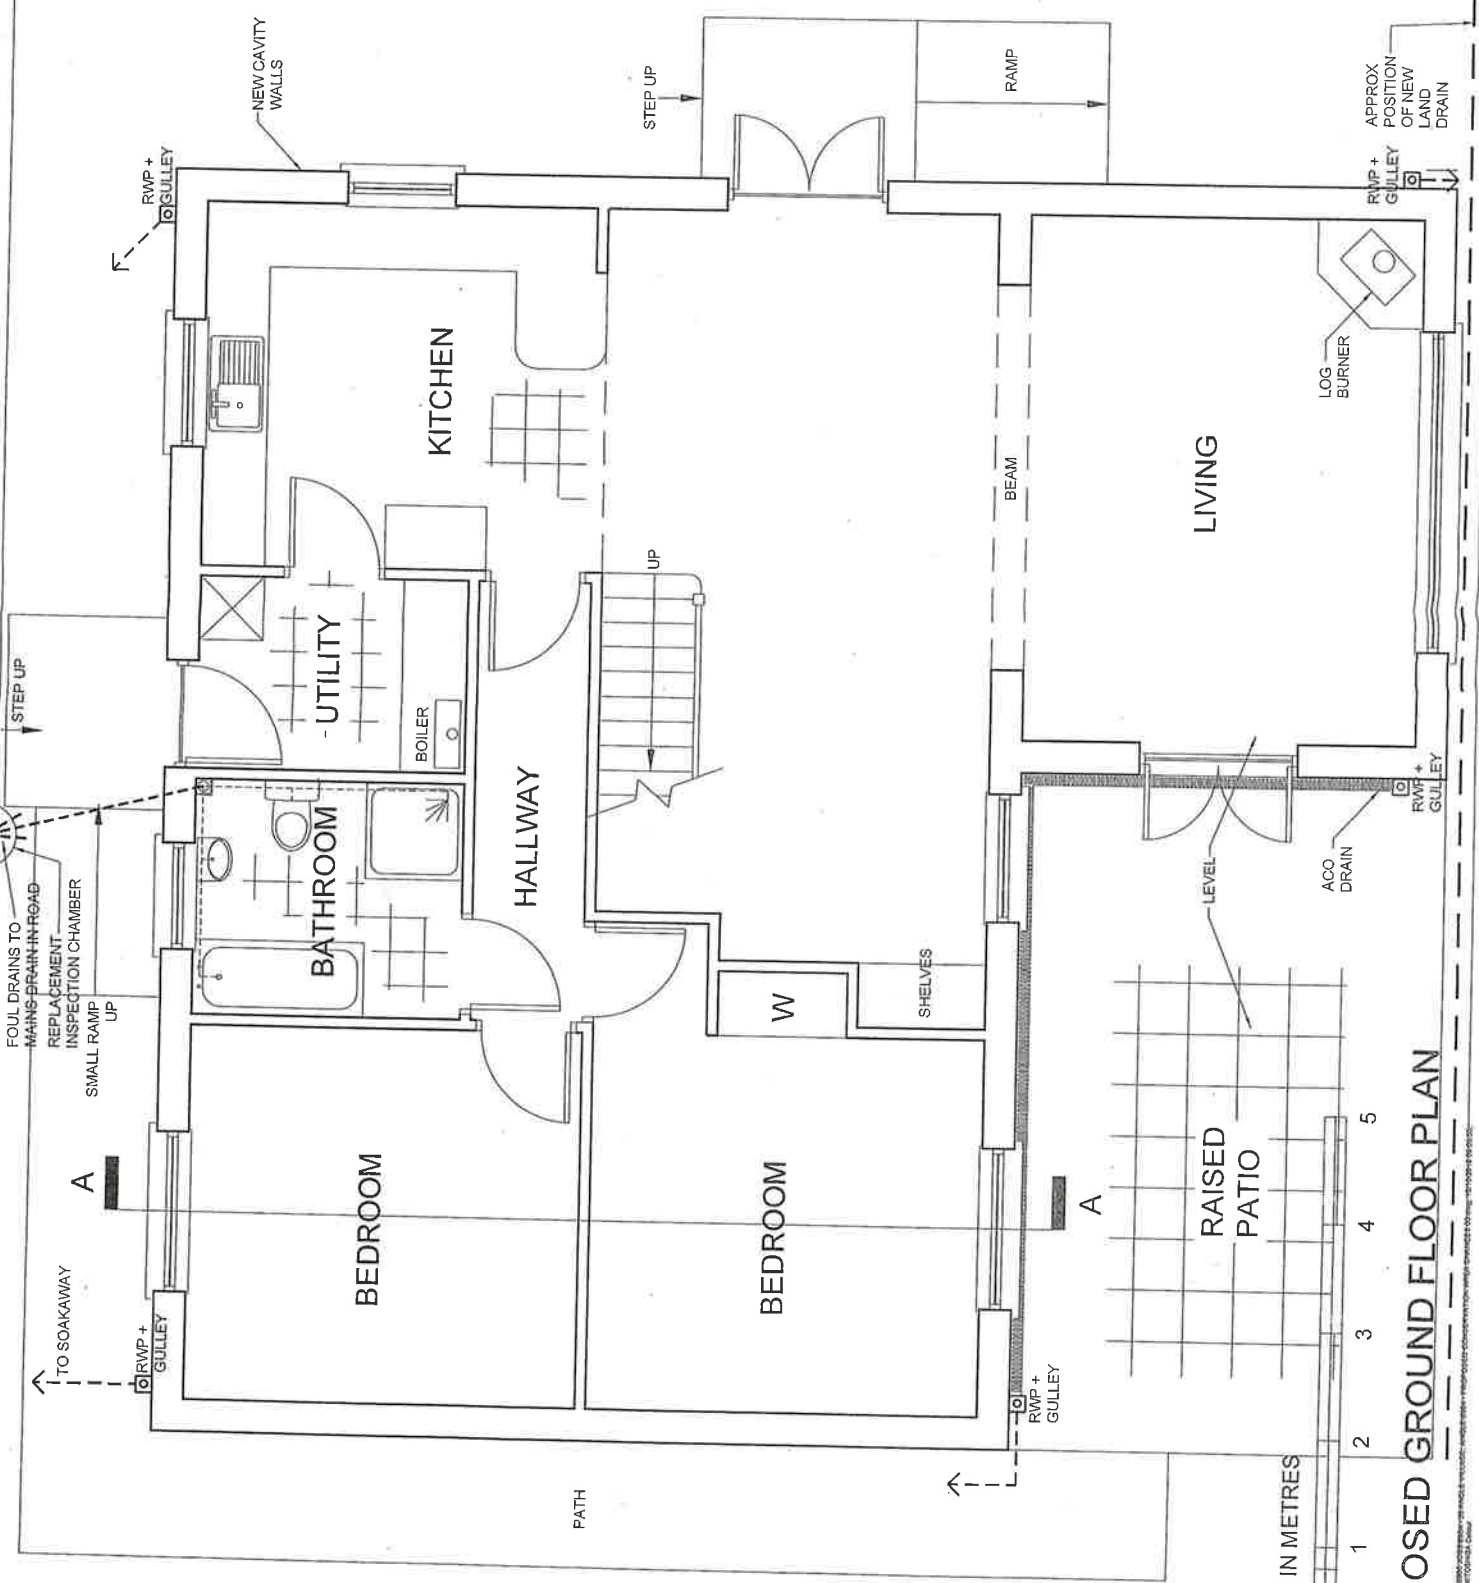 FOUL DRAINS TO
MAINS DRAIN IN ROAD
REPLACEMENT
INSPECTION CHAMBER
SMALL RAMP
UP
STEP UP
TO SOAKAWAY
RWP +
GULLEY
RWP +
GULLEY
NEW CAVITY
WALLS
STEP UP
RAMP
APPROX
POSITION
OF NEW
LAND
DRAIN
RWP +
GULLEY
A
BEDROOM
BATHROOM
UTILITY
BOILER
KITCHEN
HALLWAY
UP
BEDROOM
W
SHELVES
BEAM
LIVING
LOG
BURNER
A
RWP +
GULLEY
LEVEL
ACO
DRAIN
RWP +
GULLEY
RAISED
PATIO
PATH
IN METRES
1 2 3 4 5
OSED GROUND FLOOR PLAN